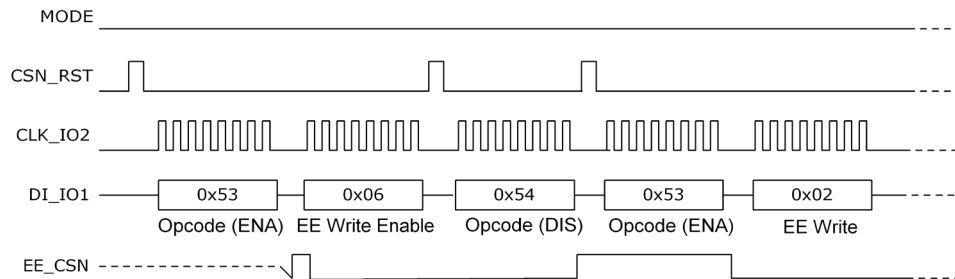 MODE
CSN_RST
CLK_IO2
DI_IO1 0x53 0x06 0x54 0x53 0x02
Opcode (ENA) EE Write Enable Opcode (DIS) Opcode (ENA) EE Write
EE_CSN